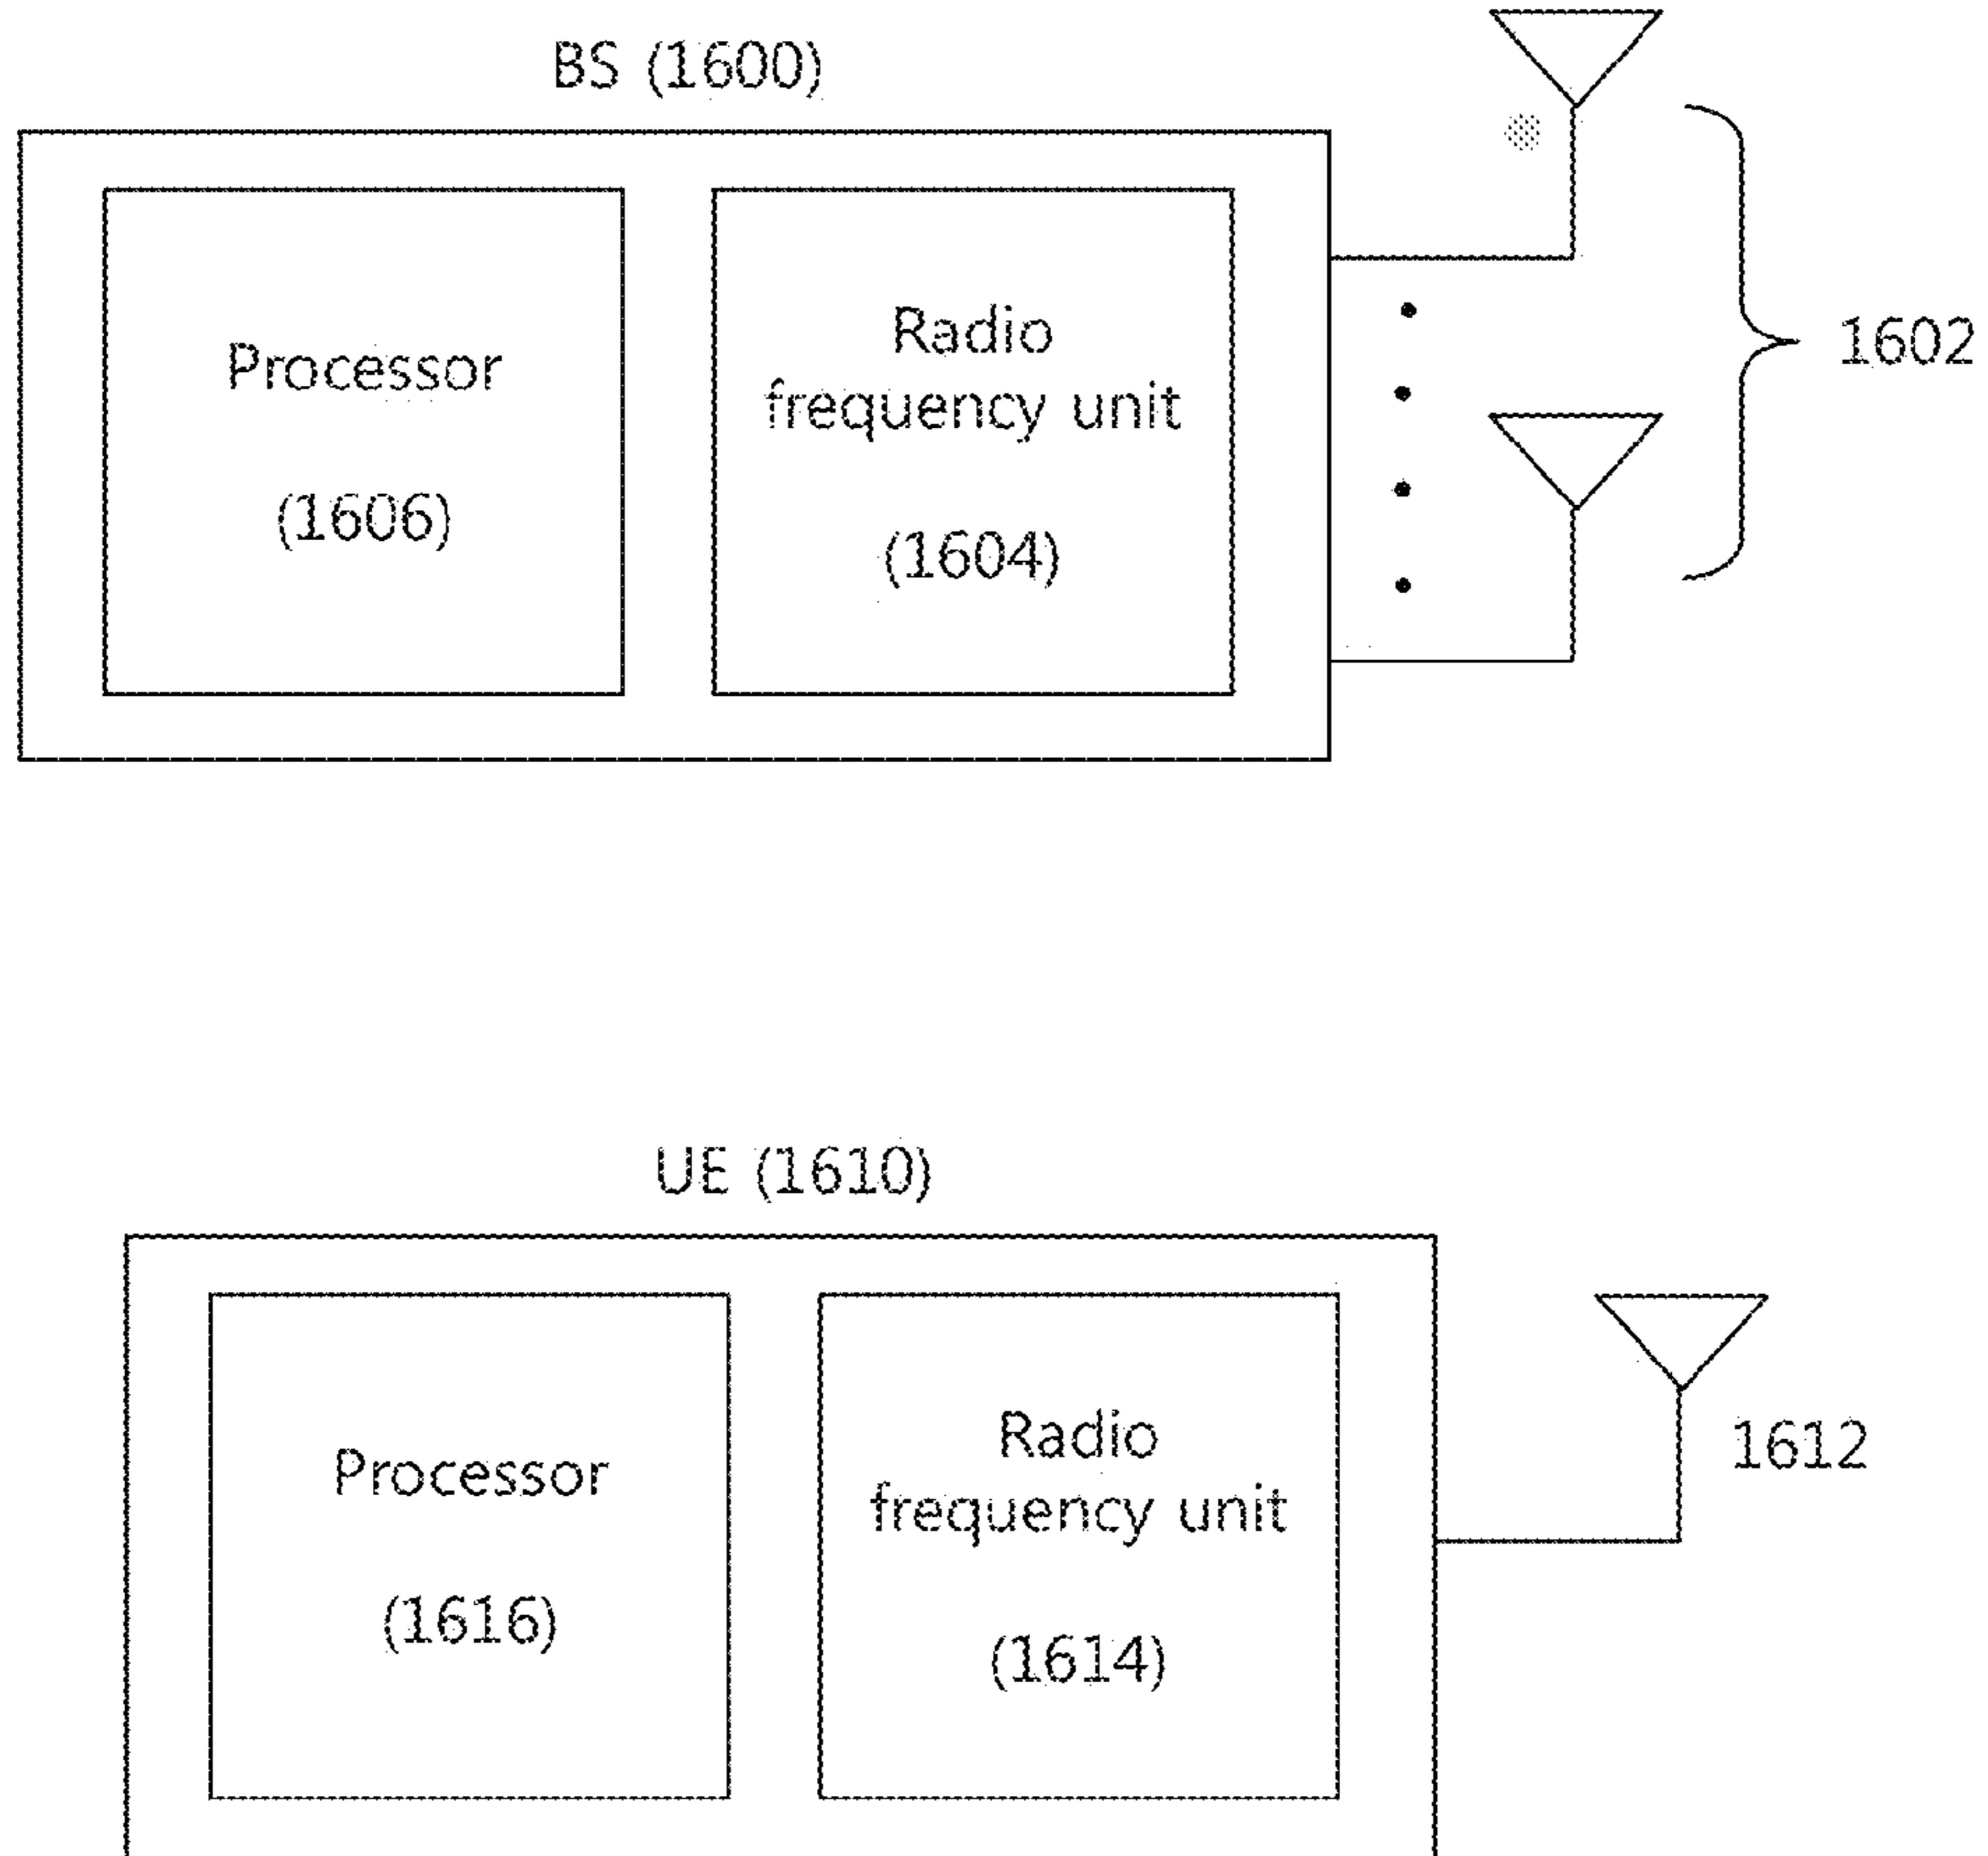 BS (1600)
Processor
(1606)
Radio
frequency unit
(1604)
1602
UE (1610)
Processor
(1616)
Radio
frequency unit
(1614)
1612